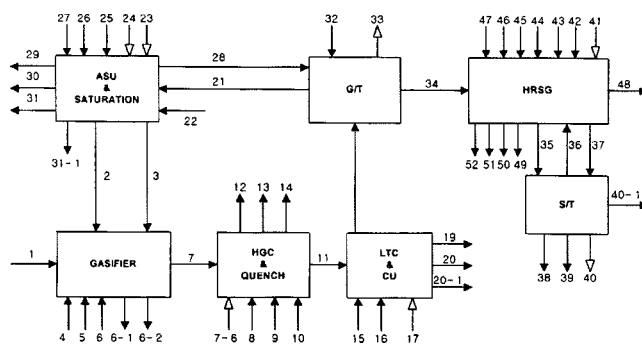 27 26 25 24 23
32 33
47 46 45 44 43 42 41
29 28
30 21 34 48
31 22
ASU
&
SATURATION
G/T
HRSG
31-1 2 3
52 51 50 49 35 36 37
12 13 14
S/T
40-1
1 7 11 19
20
20-1
GASIFIER
HGC
&
QUENCH
LTC
&
CU
38 39 40
4 5 6 6-1 6-2
7-6 8 9 10
15 16 17